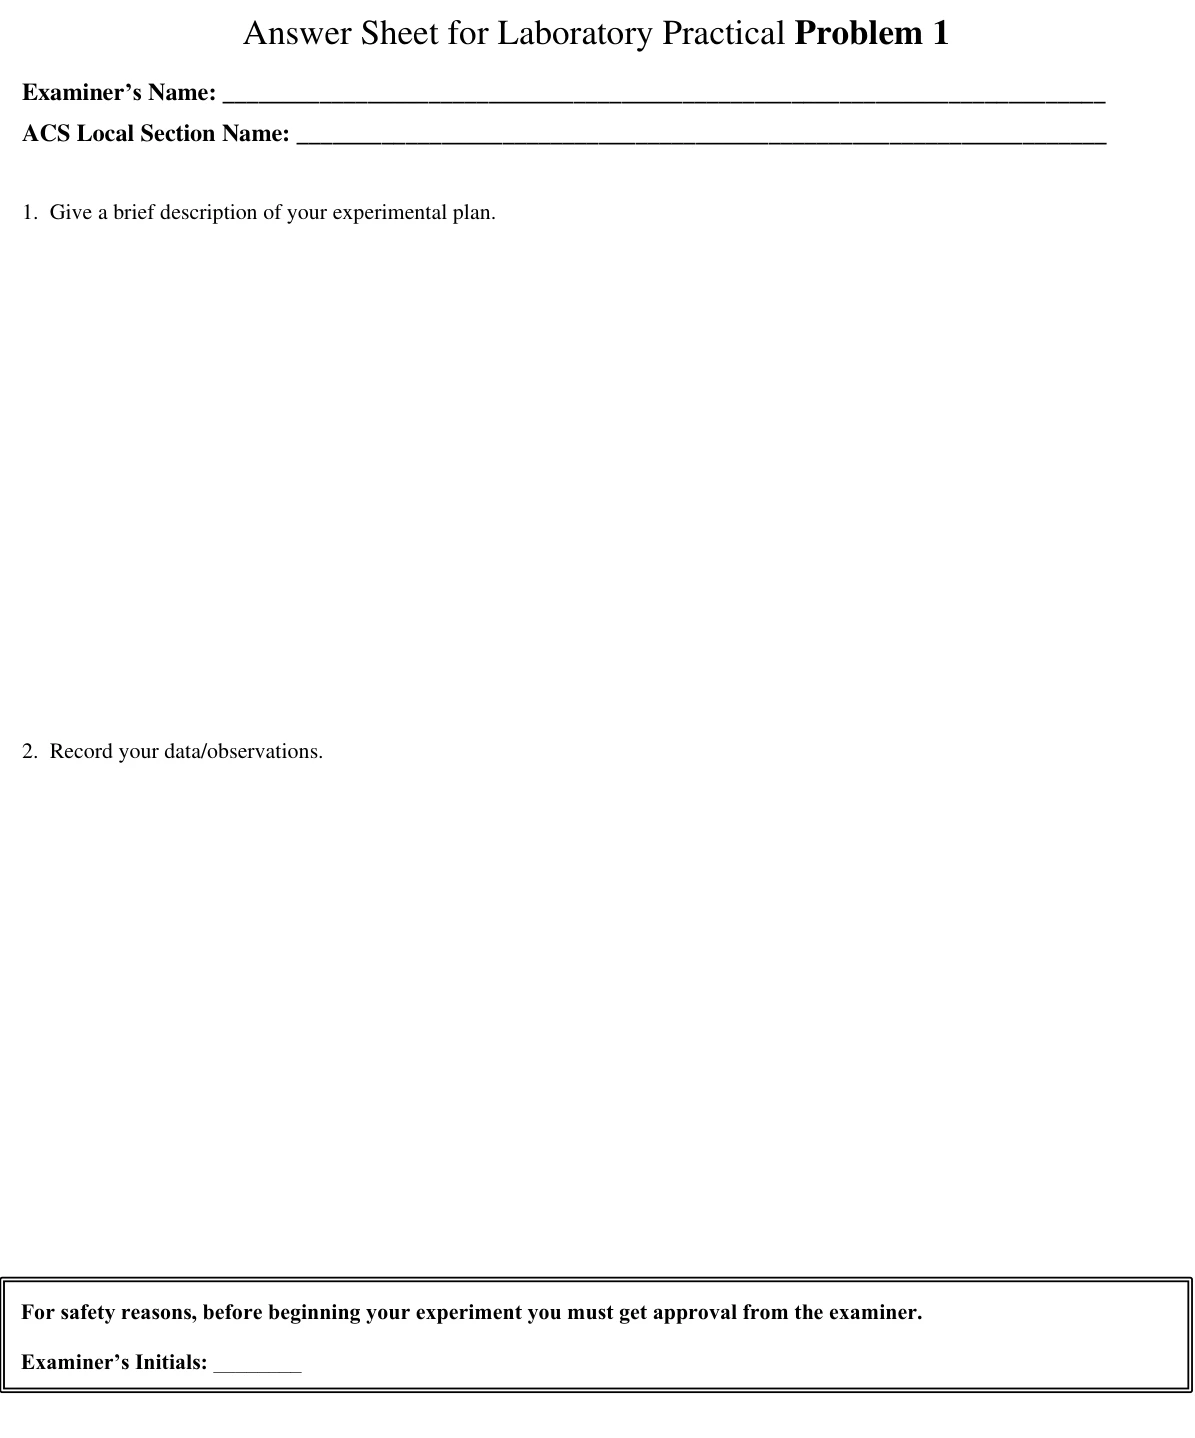 Answer Sheet for Laboratory Practical Problem 1
Examiner’s Name: _______________________________________________________________________________
ACS Local Section Name: ________________________________________________________________________
1. Give a brief description of your experimental plan.
2. Record your data/observations.
For safety reasons, before beginning your experiment you must get approval from the examiner.
Examiner’s Initials: ________